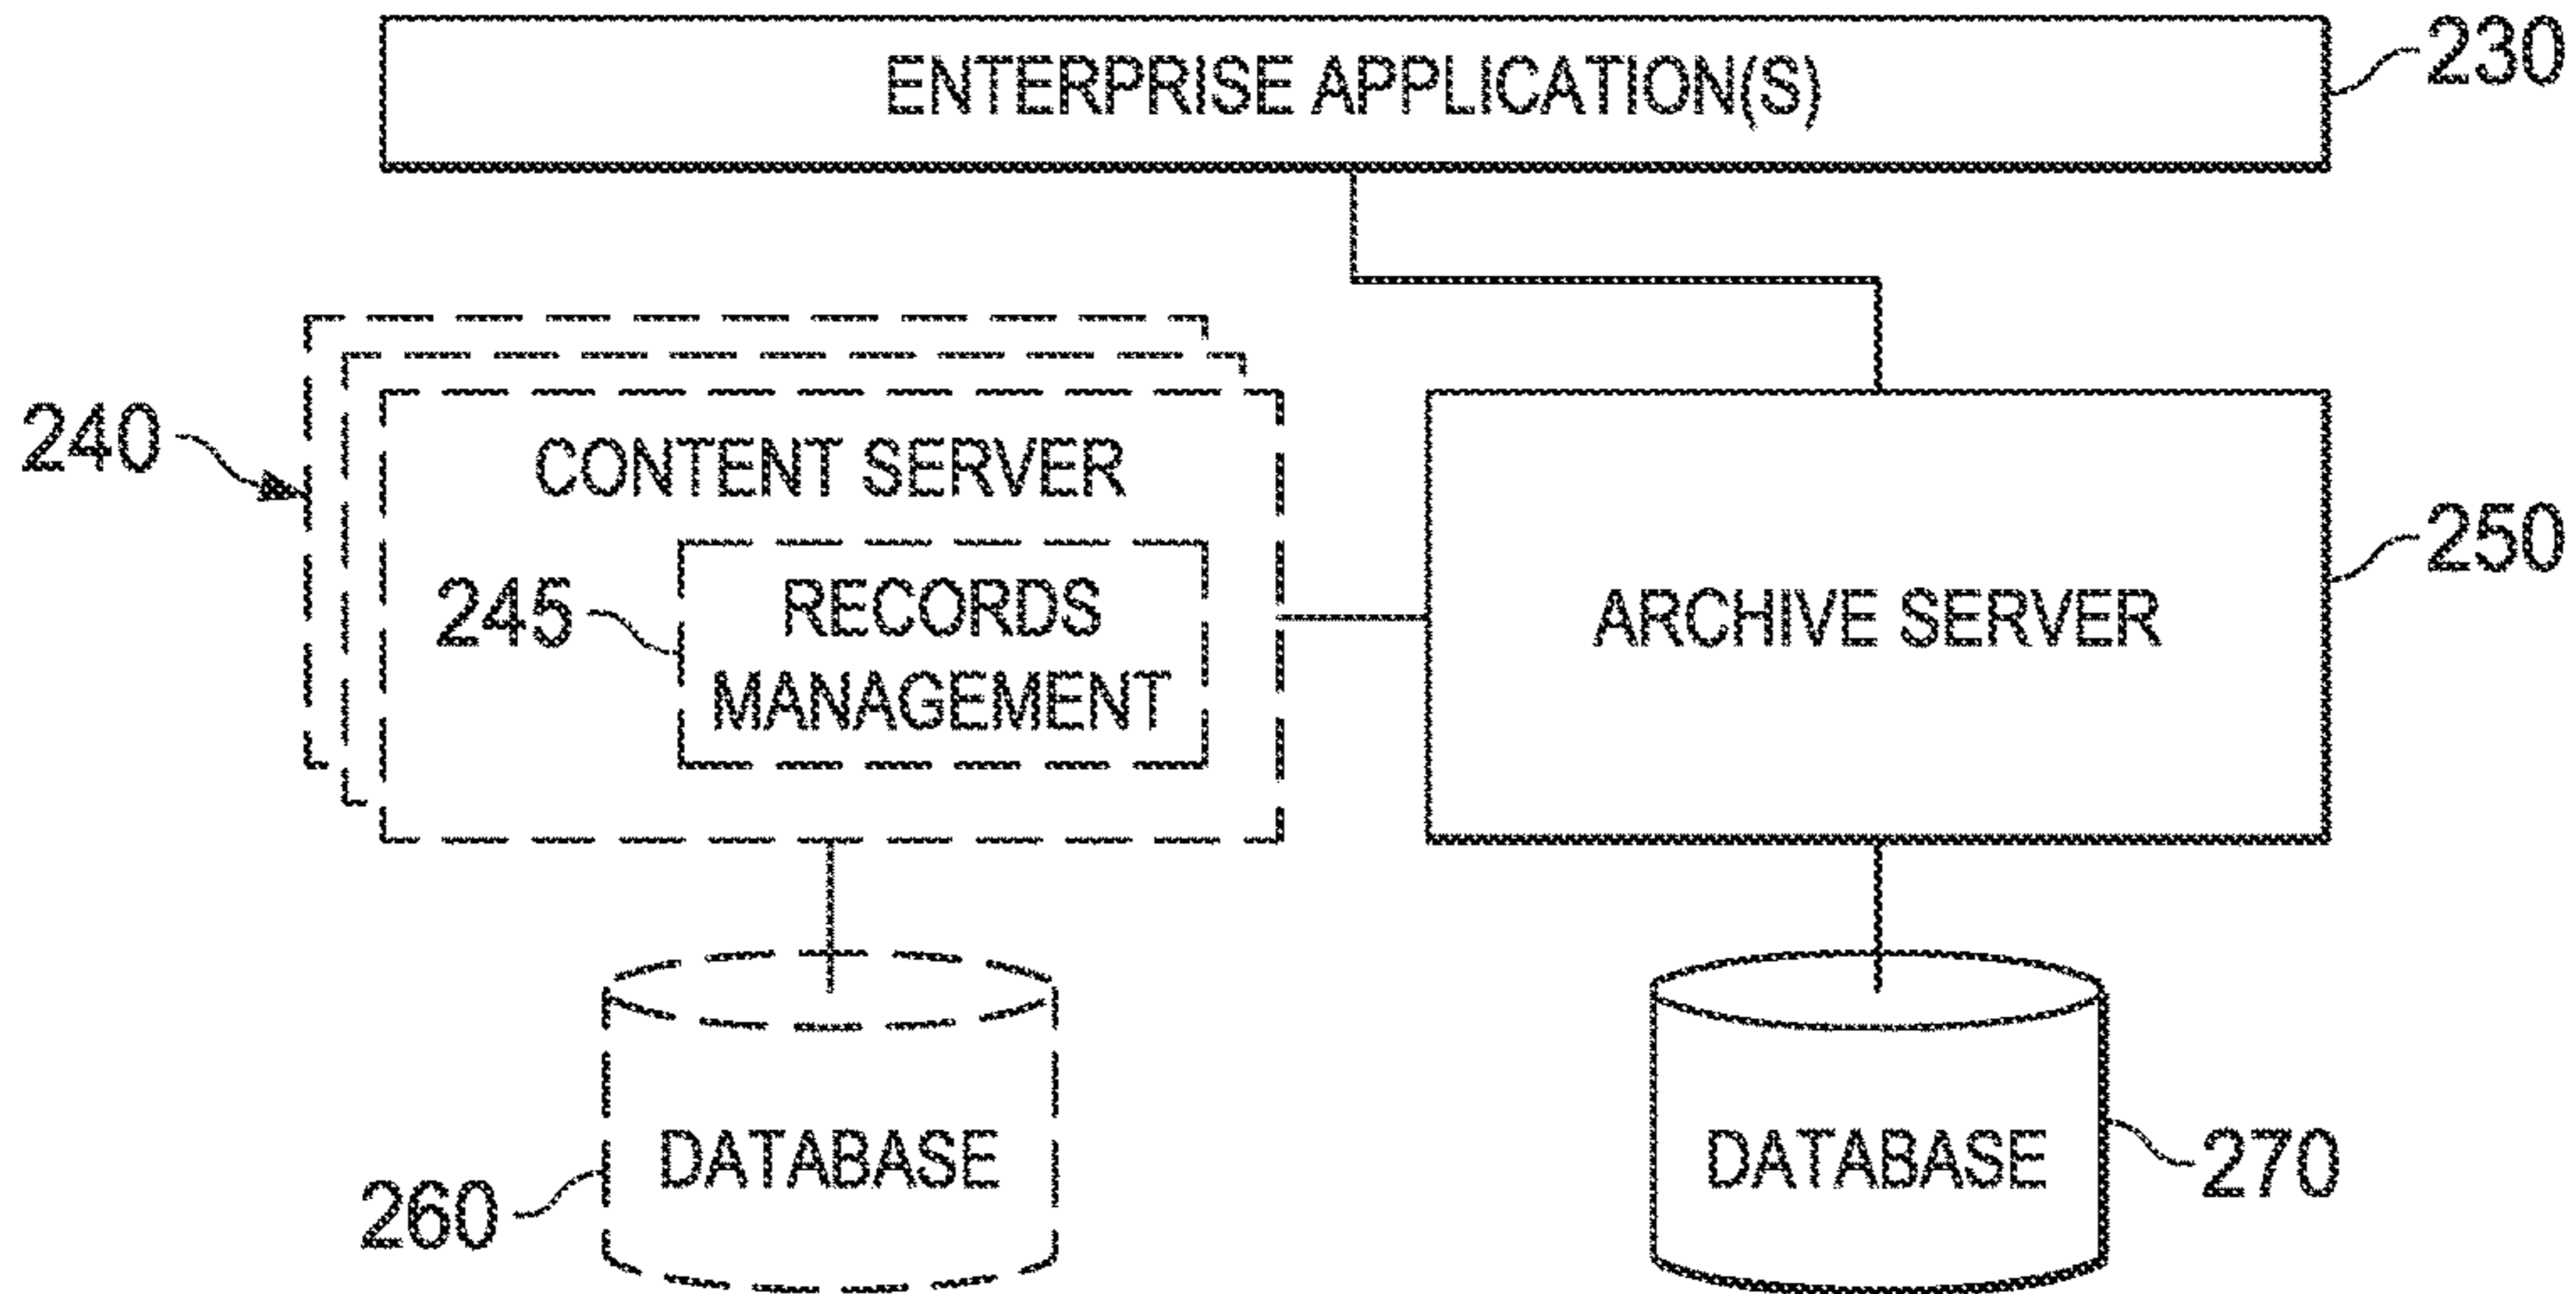 ENTERPRISE APPLICATION(S)
230
240
CONTENT SERVER
245
RECORDS
MANAGEMENT
ARCHIVE SERVER
250
DATABASE
260
DATABASE
270